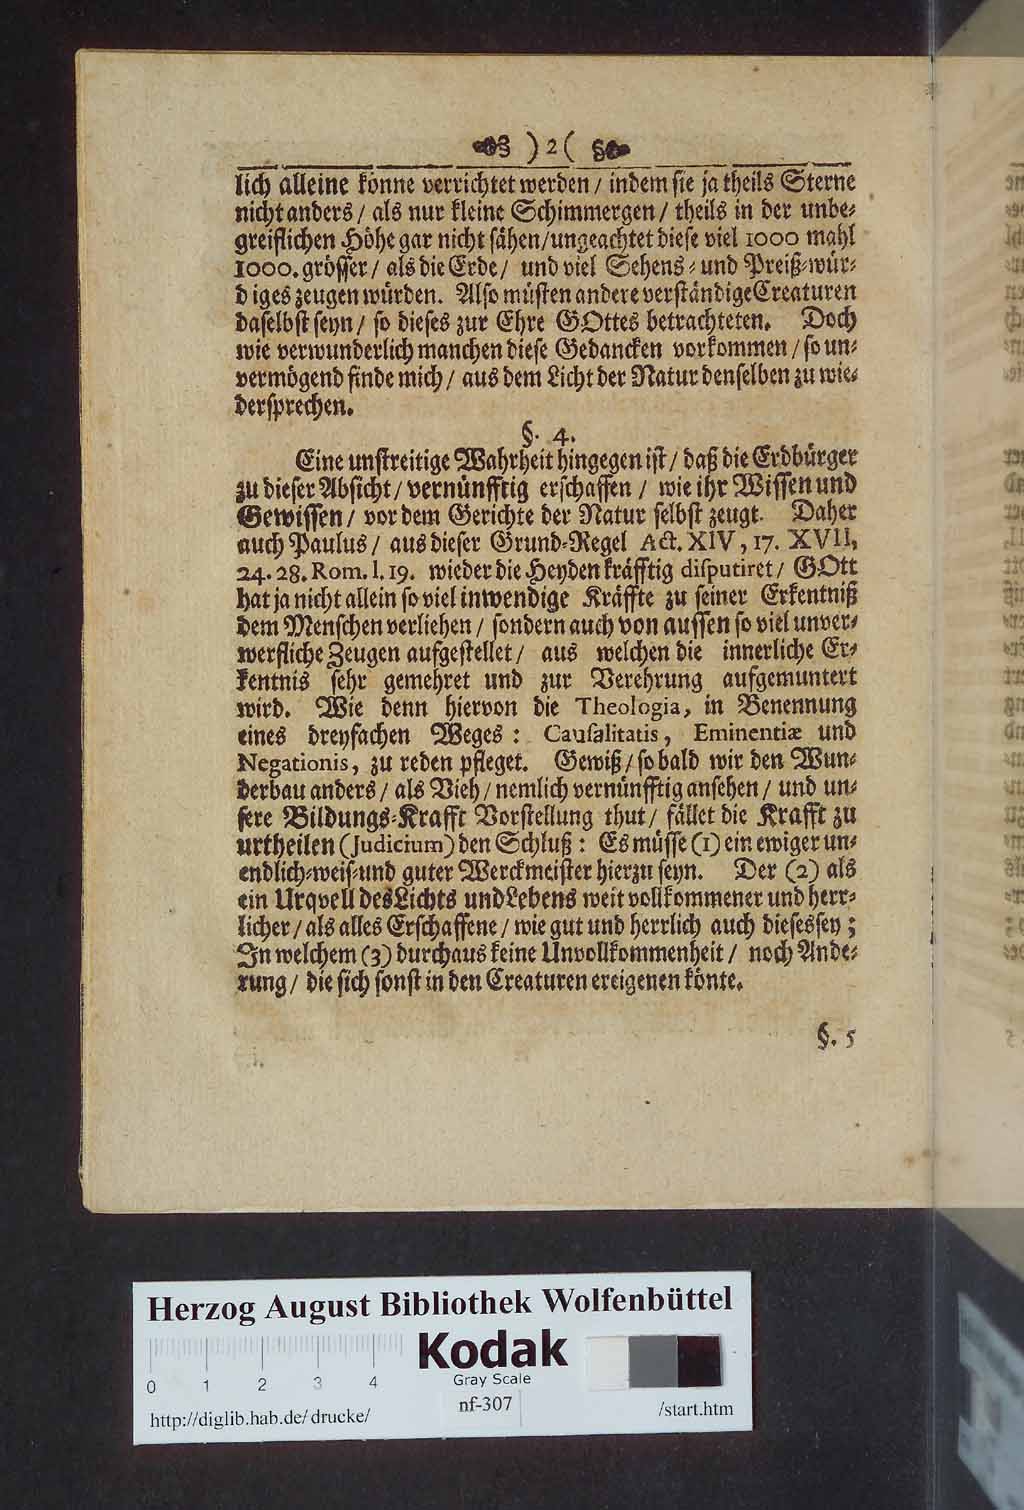 ) 2 (
lich alleine könne verrichtet werden / indem sie ja theils Sterne
nicht anders / als nur kleine Schimmergen / theils in der unbe-
greiflichen Höhe gar nicht sähen / ungeachtet diese viel 1000 mahl
1000. grösser / als die Erde / und viel Sehens- und Preiß-wür-
diges zeugen würden. Also müsten andere verständige Creaturen
daselbst seyn / so dieses zur Ehre GOttes betrachteten. Doch
wie verwunderlich manchen diese Gedancken vorkommen / so un-
vermögend finde mich / aus dem Licht der Natur denselben zu wie-
dersprechen.
§. 4.
Eine unstreitige Wahrheit hingegen ist / daß die Erdbürger
zu dieser Absicht / vernünfftig erschaffen / wie ihr Wissen und
Gewissen / vor dem Gerichte der Natur selbst zeugt. Daher
auch Paulus / aus dieser Grund-Regel Act. XIV, 17. XVII,
24. 28. Rom. I. 19. wieder die Heyden kräfftig disputiret / GOtt
hat ja nicht allein so viel inwendige Kräffte zu seiner Erkentniß
dem Menschen verliehen / sondern auch von aussen so viel unver-
werfliche Zeugen aufgestellet / aus welchen die innerliche Er-
kentnis sehr gemehret und zur Verehrung aufgemuntert
wird. Wie denn hiervon die Theologia, in Benennung
eines dreyfachen Weges: Causalitatis, Eminentiæ und
Negationis, zu reden pfleget. Gewiß / so bald wir den Wun-
derbau anders / als Vieh / nemlich vernünfftig ansehen / und un-
sere Bildungs-Krafft Vorstellung thut / fället die Krafft zu
urtheilen (Judicium) den Schluß: Es müsse (1) ein ewiger un-
endlich-weis-und guter Werckmeister hierzu seyn. Der (2) als
ein Urqvell des Lichts und Lebens weit vollkommener und herr-
licher / als alles Erschaffene / wie gut und herrlich auch dieses sey;
In welchem (3) durchaus keine Unvollkommenheit / noch Ande-
rung / die sich sonst in den Creaturen ereigenen könte.
§. 5
Herzog August Bibliothek Wolfenbüttel
Kodak
Gray Scale
0 1 2 3 4
nf-307
http://diglib.hab.de/drucke/ /start.htm